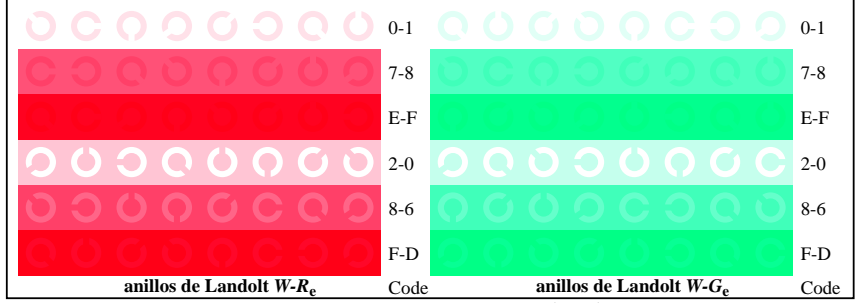 0-1
7-8
E-F
2-0
8-6
F-D
anillos de Landolt W-Re
Code
0-1
7-8
E-F
2-0
8-6
F-D
anillos de Landolt W-Ge
Code